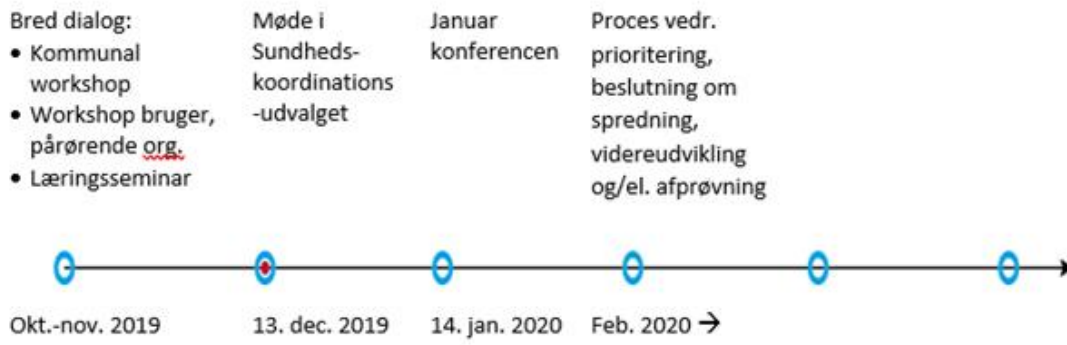 Bred dialog:
• Kommunal
workshop
• Workshop bruger,
pårørende org.
• Læringsseminar
Møde i
Sundheds-
koordinations
-udvalget
Januar
konferencen
Proces vedr.
prioritering,
beslutning om
spredning,
videreudvikling
og/el. afprøvning
Okt.-nov. 2019
13. dec. 2019
14. jan. 2020
Feb. 2020 →